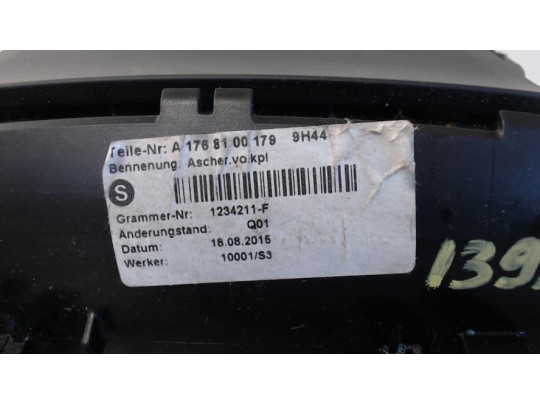 Teile-Nr: A 176 81 00 179 9H44
Bennenung. Ascher.vo.kpl
S
Grammer-Nr: 1234211-F
Änderungstand: Q01
Datum: 18.08.2015
Werker: 10001/S3